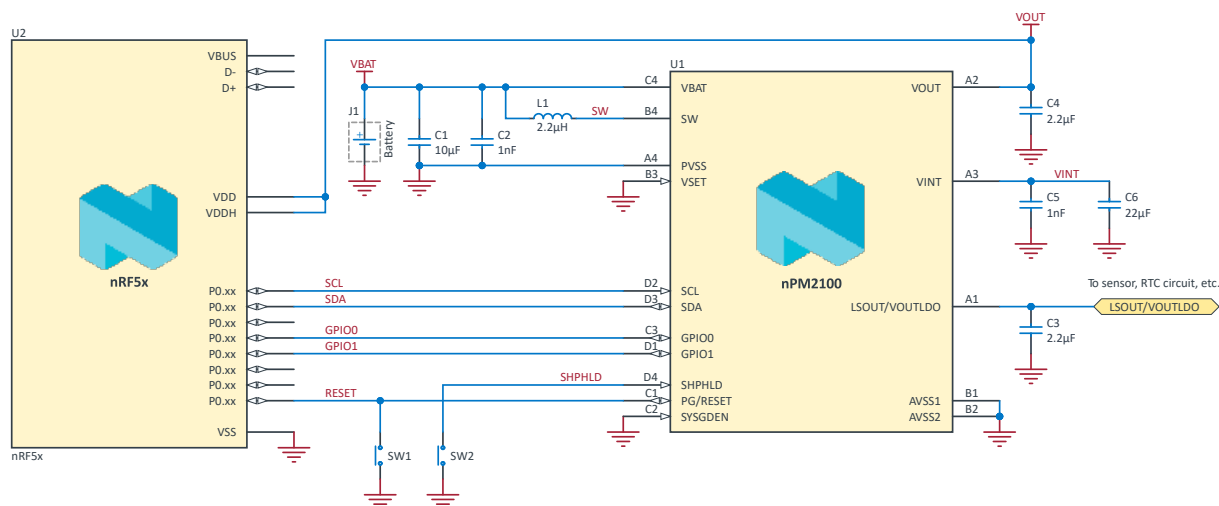 VOUT
U2
VBUS
D-
D+
VDD
VDDH
nRF5x
P0.xx
P0.xx
P0.xx
P0.xx
P0.xx
P0.xx
P0.xx
P0.xx
VSS
nRF5x
VBAT
J1
+
Battery
C1
10µF
C2
1nF
L1
2.2µH
SW
SCL
SDA
GPIO0
GPIO1
SHPHLD
RESET
SW1
SW2
U1
C4
VBAT
B4
SW
A4
PVSS
B3
VSET
D2
SCL
D3
SDA
C3
GPIO0
D1
GPIO1
D4
SHPHLD
C1
PG/RESET
C2
SYSGDEN
nPM2100
VOUT
A2
VINT
A3
LSOUT/VOUTLDO
A1
AVSS1
B1
AVSS2
B2
C4
2.2µF
VINT
C5
1nF
C6
22µF
To sensor, RTC circuit, etc.
LSOUT/VOUTLDO
C3
2.2µF